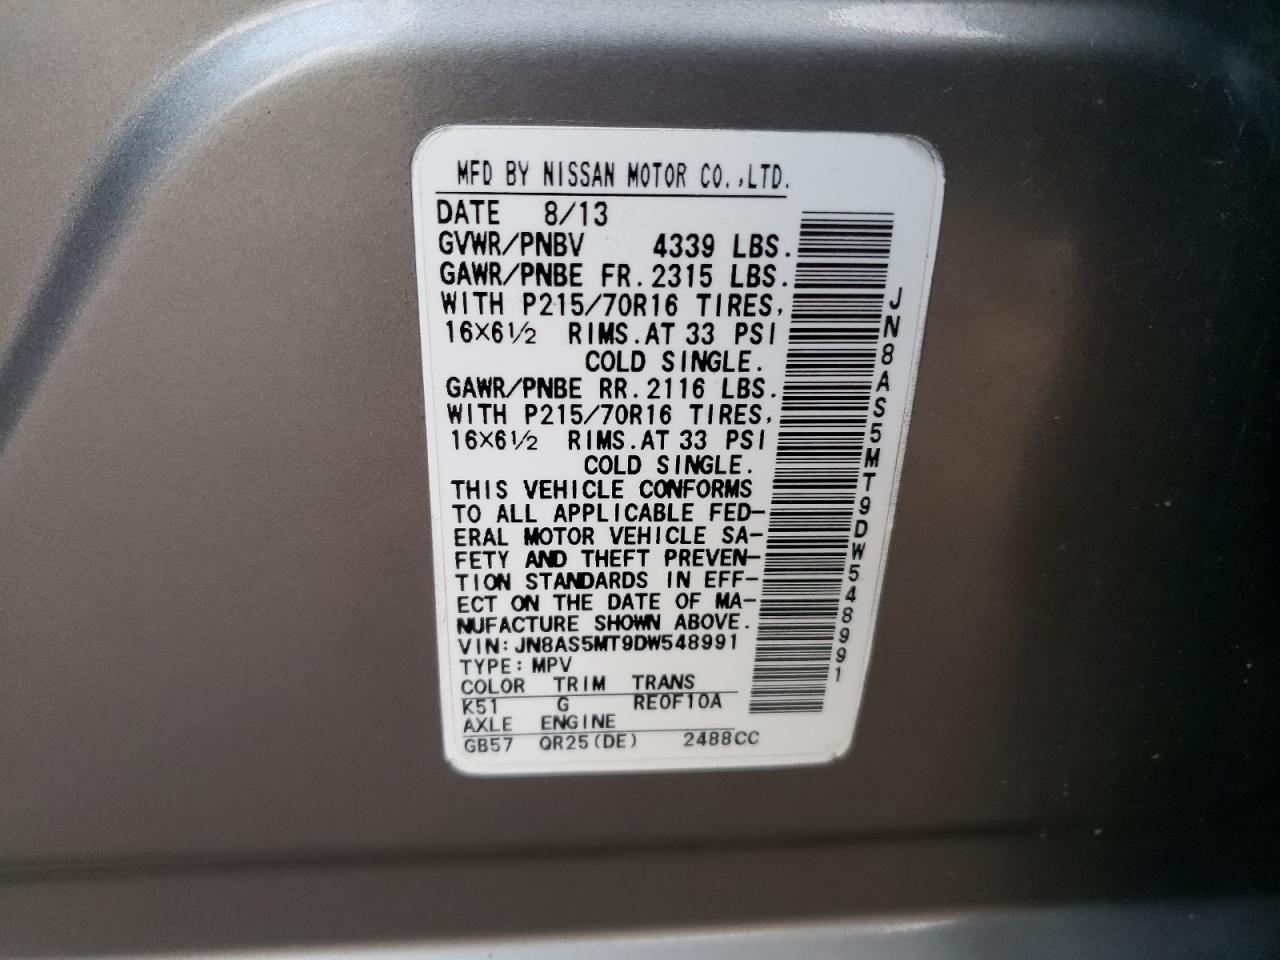 MFD BY NISSAN MOTOR CO.,LTD.
DATE 8/13
GVWR/PNBV 4339 LBS.
GAWR/PNBE FR. 2315 LBS.
WITH P215/70R16 TIRES,
16×6½ RIMS.AT 33 PSI
COLD SINGLE.
GAWR/PNBE RR. 2116 LBS.
WITH P215/70R16 TIRES,
16×6½ RIMS.AT 33 PSI
COLD SINGLE.
THIS VEHICLE CONFORMS
TO ALL APPLICABLE FED-
ERAL MOTOR VEHICLE SA-
FETY AND THEFT PREVEN-
TION STANDARDS IN EFF-
ECT ON THE DATE OF MA-
NUFACTURE SHOWN ABOVE.
VIN:JN8AS5MT9DW548991
TYPE:MPV
COLOR TRIM TRANS
K51 G RE0F10A
AXLE ENGINE
GB57 QR25(DE) 2488CC
JN8AS5MT9DW548991